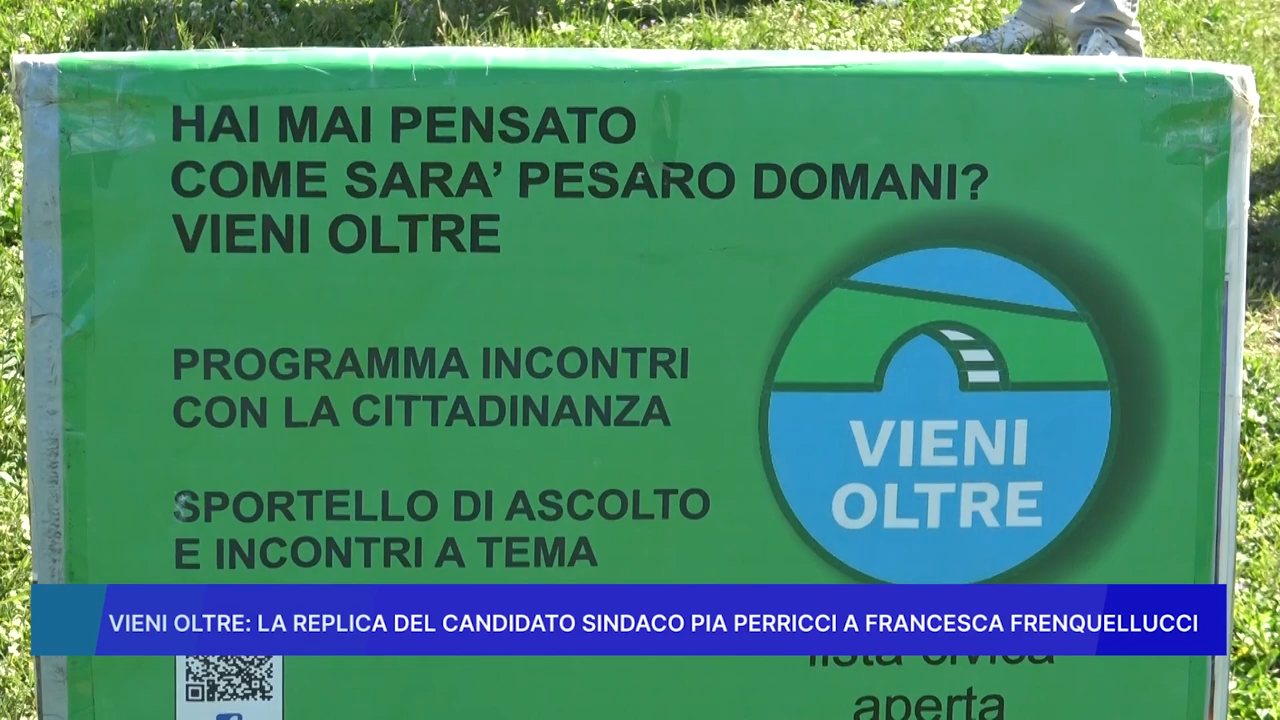 HAI MAI PENSATO
COME SARA' PESARO DOMANI?
VIENI OLTRE
PROGRAMMA INCONTRI
CON LA CITTADINANZA
SPORTELLO DI ASCOLTO
E INCONTRI A TEMA
VIENI
OLTRE
VIENI OLTRE: LA REPLICA DEL CANDIDATO SINDACO PIA PERRICCI A FRANCESCA FRENQUELLUCCI
lista civica
aperta